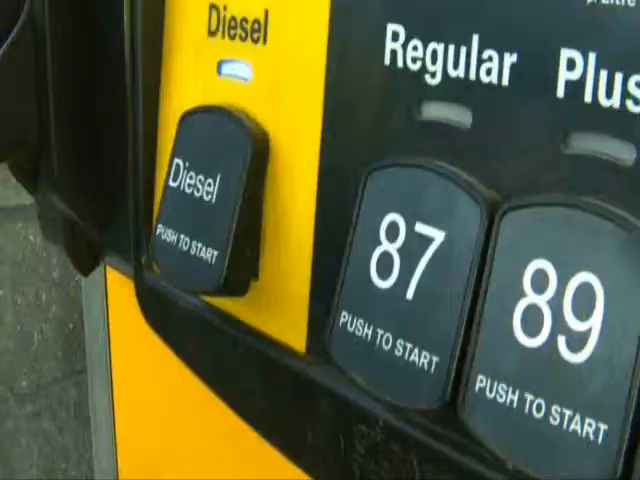 Diesel
Regular
Plus
Diesel
PUSH TO START
87
PUSH TO START
89
PUSH TO START